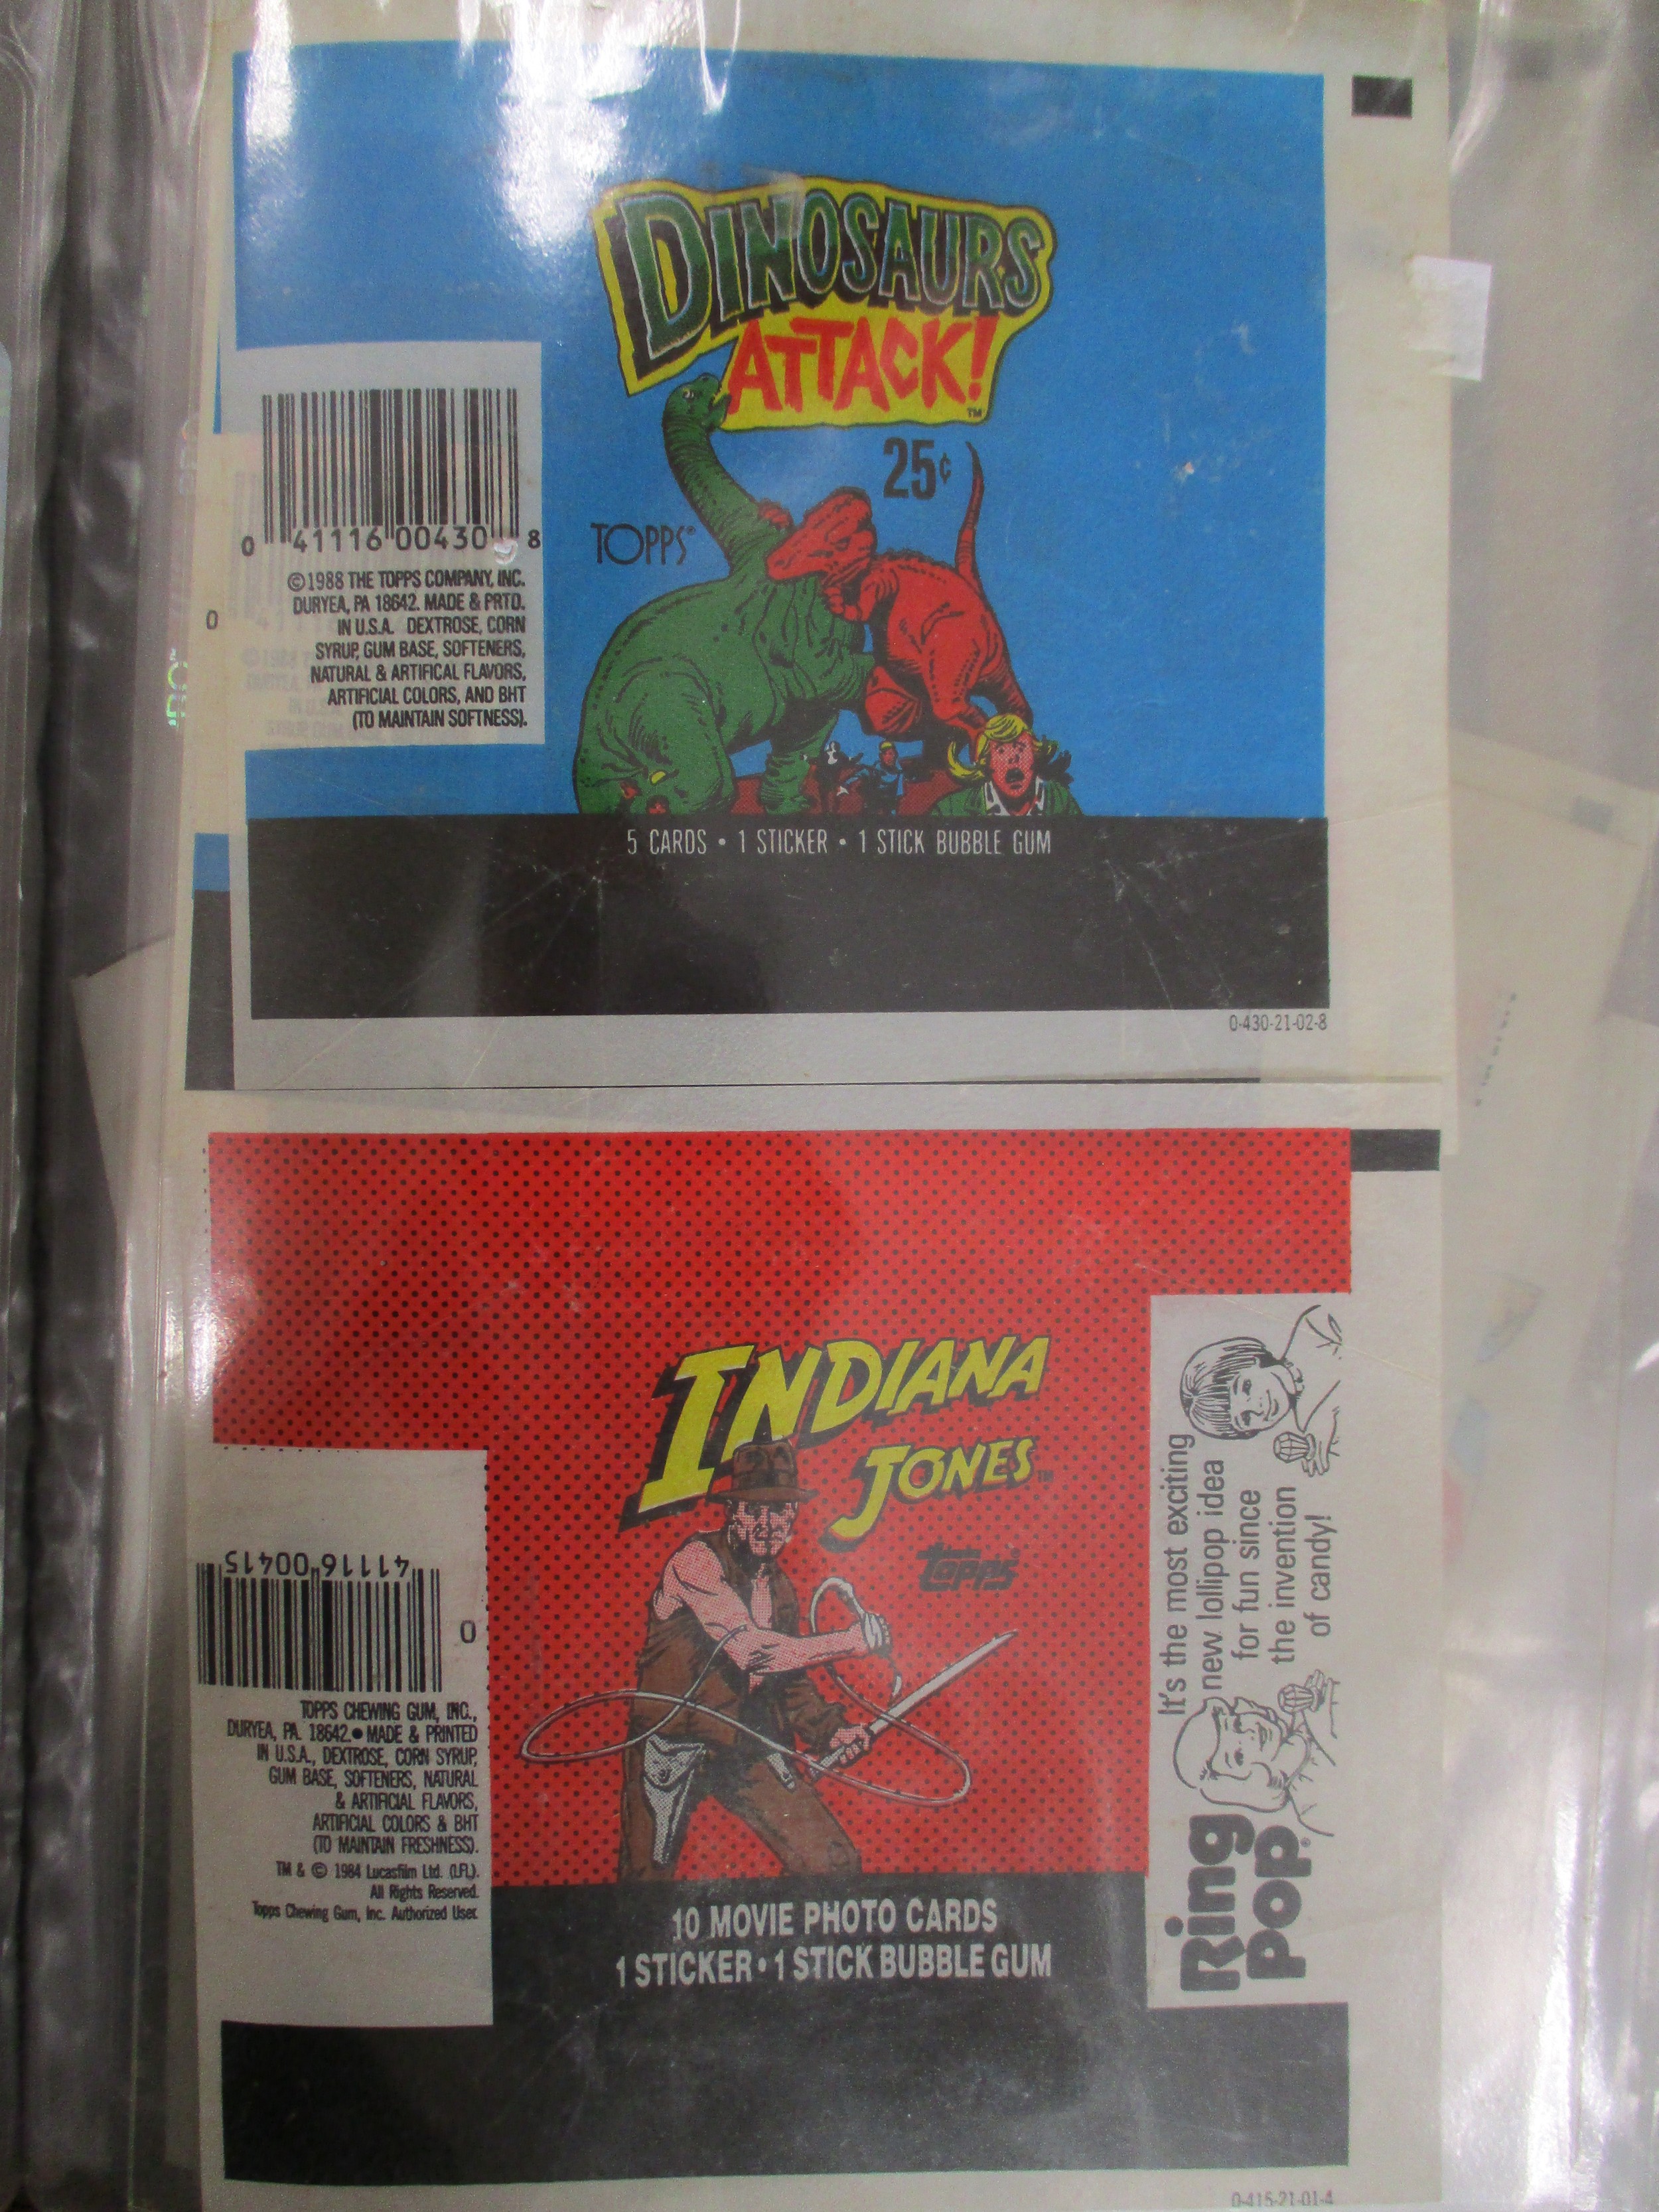 DINOSAURS
ATTACK!
TM
25¢
TOPPS®
0 41116 00430 8
©1988 THE TOPPS COMPANY, INC.
DURYEA, PA 18642. MADE & PRTD.
IN U.S.A. DEXTROSE, CORN
SYRUP, GUM BASE, SOFTENERS,
NATURAL & ARTIFICAL FLAVORS,
ARTIFICIAL COLORS, AND BHT
(TO MAINTAIN SOFTNESS).
0
5 CARDS • 1 STICKER • 1 STICK BUBBLE GUM
0-430-21-02-8
INDIANA
JONES TM
topps®
41116 00415
0
TOPPS CHEWING GUM, INC.,
DURYEA, PA. 18642.● MADE & PRINTED
IN U.S.A., DEXTROSE, CORN SYRUP,
GUM BASE, SOFTENERS, NATURAL
& ARTIFICIAL FLAVORS,
ARTIFICIAL COLORS & BHT
(TO MAINTAIN FRESHNESS).
TM & © 1984 Lucasfilm Ltd. (LFL).
All Rights Reserved.
Topps Chewing Gum, Inc. Authorized User.
10 MOVIE PHOTO CARDS
1 STICKER • 1 STICK BUBBLE GUM
Ring
Pop®
It's the most exciting
new lollipop idea
for fun since
the invention
of candy!
0-415-21-01-4